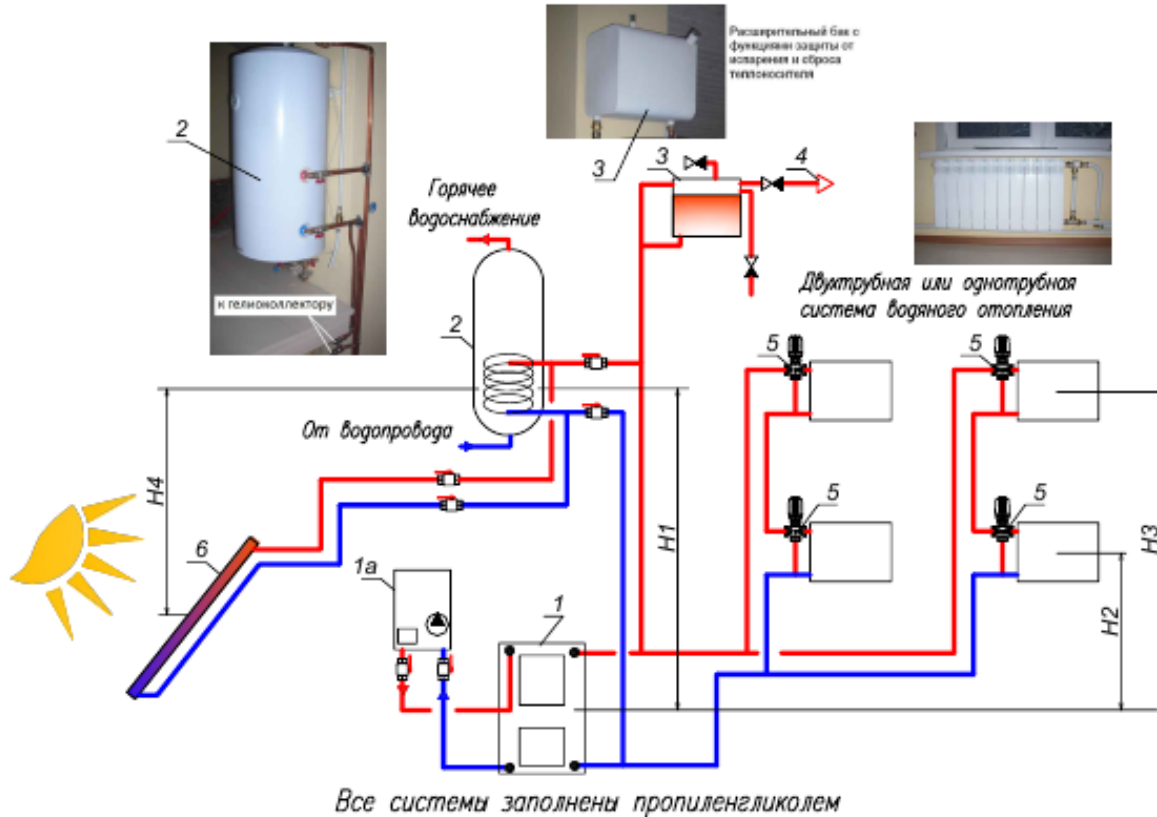 Расширительный бак с
функциями защиты от
испарения и сброса
теплоносителя
2
3
3
4
Горячее
водоснабжение
к гелиоколлектору
Двухтрубная или однотрубная
система водяного отопления
2
5
5
От водопровода
H4
H1
H3
5
5
6
1а
1
H2
Все системы заполнены пропиленгликолем